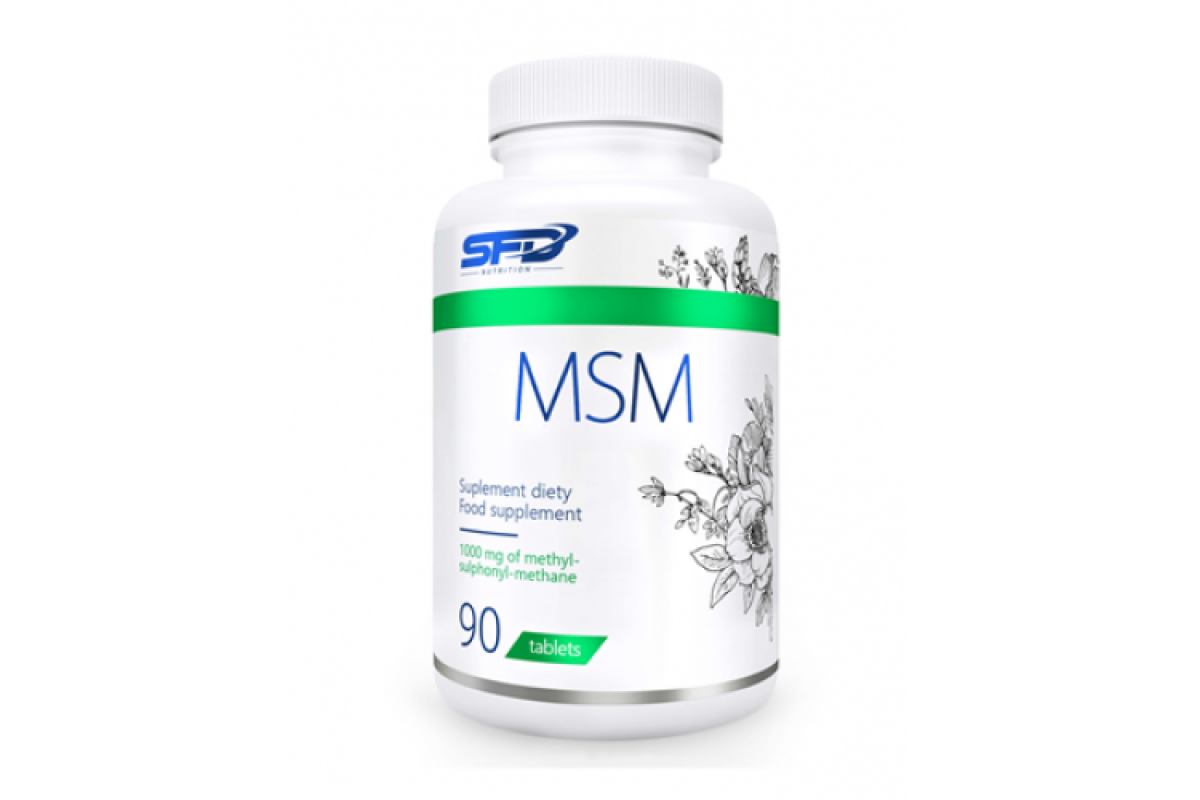 SFD
NUTRITION
MSM
Suplement diety
Food supplement
1000 mg of methyl-
sulphonyl-methane
90 tablets